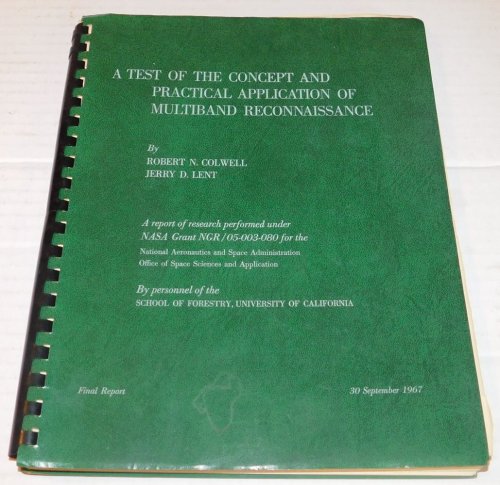 A TEST OF THE CONCEPT AND
PRACTICAL APPLICATION OF
MULTIBAND RECONNAISSANCE
By
ROBERT N. COLWELL
JERRY D. LENT
A report of research performed under
NASA Grant NGR/05-003-080 for the
National Aeronautics and Space Administration
Office of Space Sciences and Application
By personnel of the
SCHOOL OF FORESTRY, UNIVERSITY OF CALIFORNIA
Final Report
30 September 1967